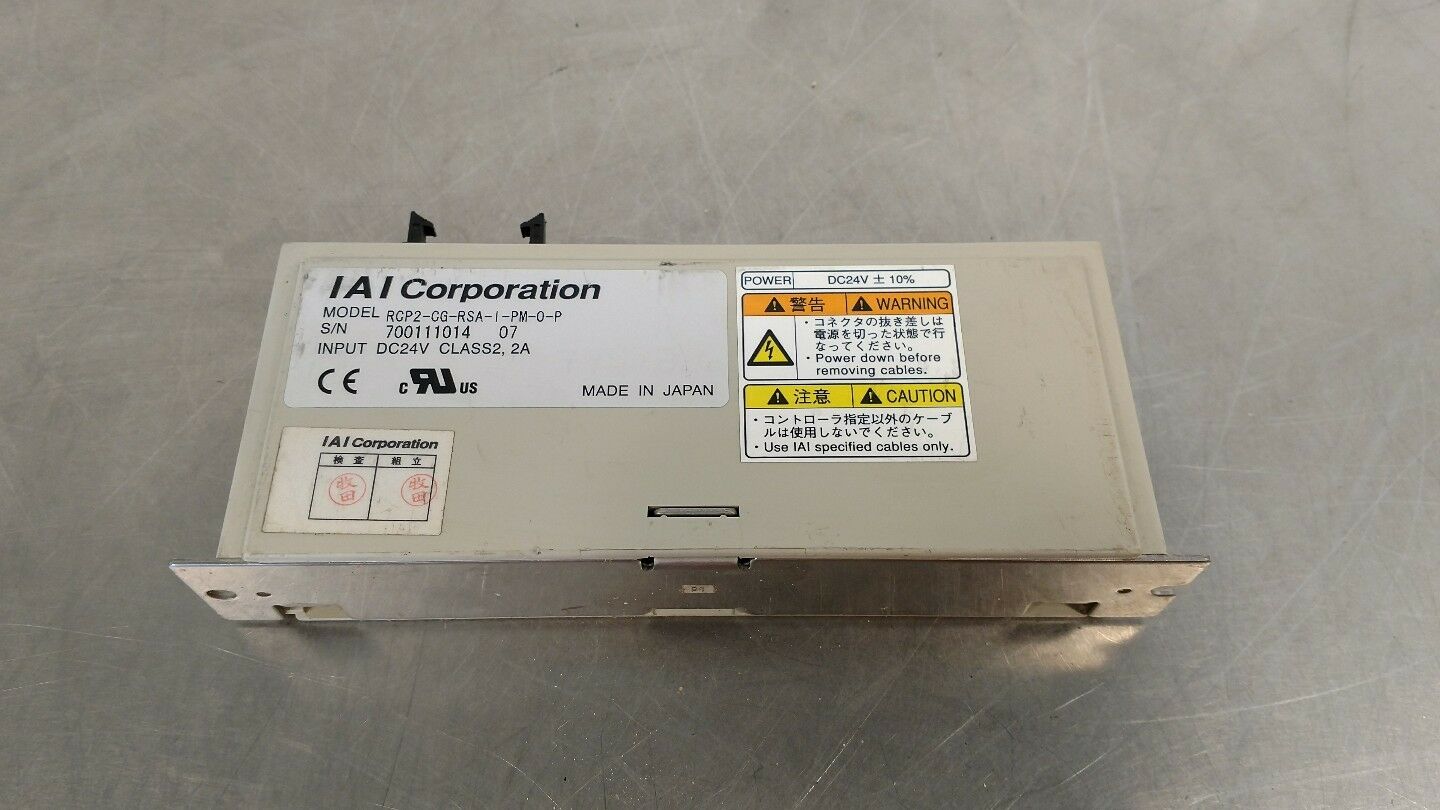 IAI Corporation
MODEL RCP2-CG-RSA-I-PM-0-P
S/N 700111014 07
INPUT DC24V CLASS2, 2A
CE c RU US MADE IN JAPAN
POWER DC24V ± 10%
警告 WARNING
・コネクタの抜き差しは
電源を切った状態で行
なってください。
・Power down before
removing cables.
注意 CAUTION
・コントローラ指定以外のケーブ
ルは使用しないでください。
・Use IAI specified cables only.
IAI Corporation
検査 組立
牧田 牧田